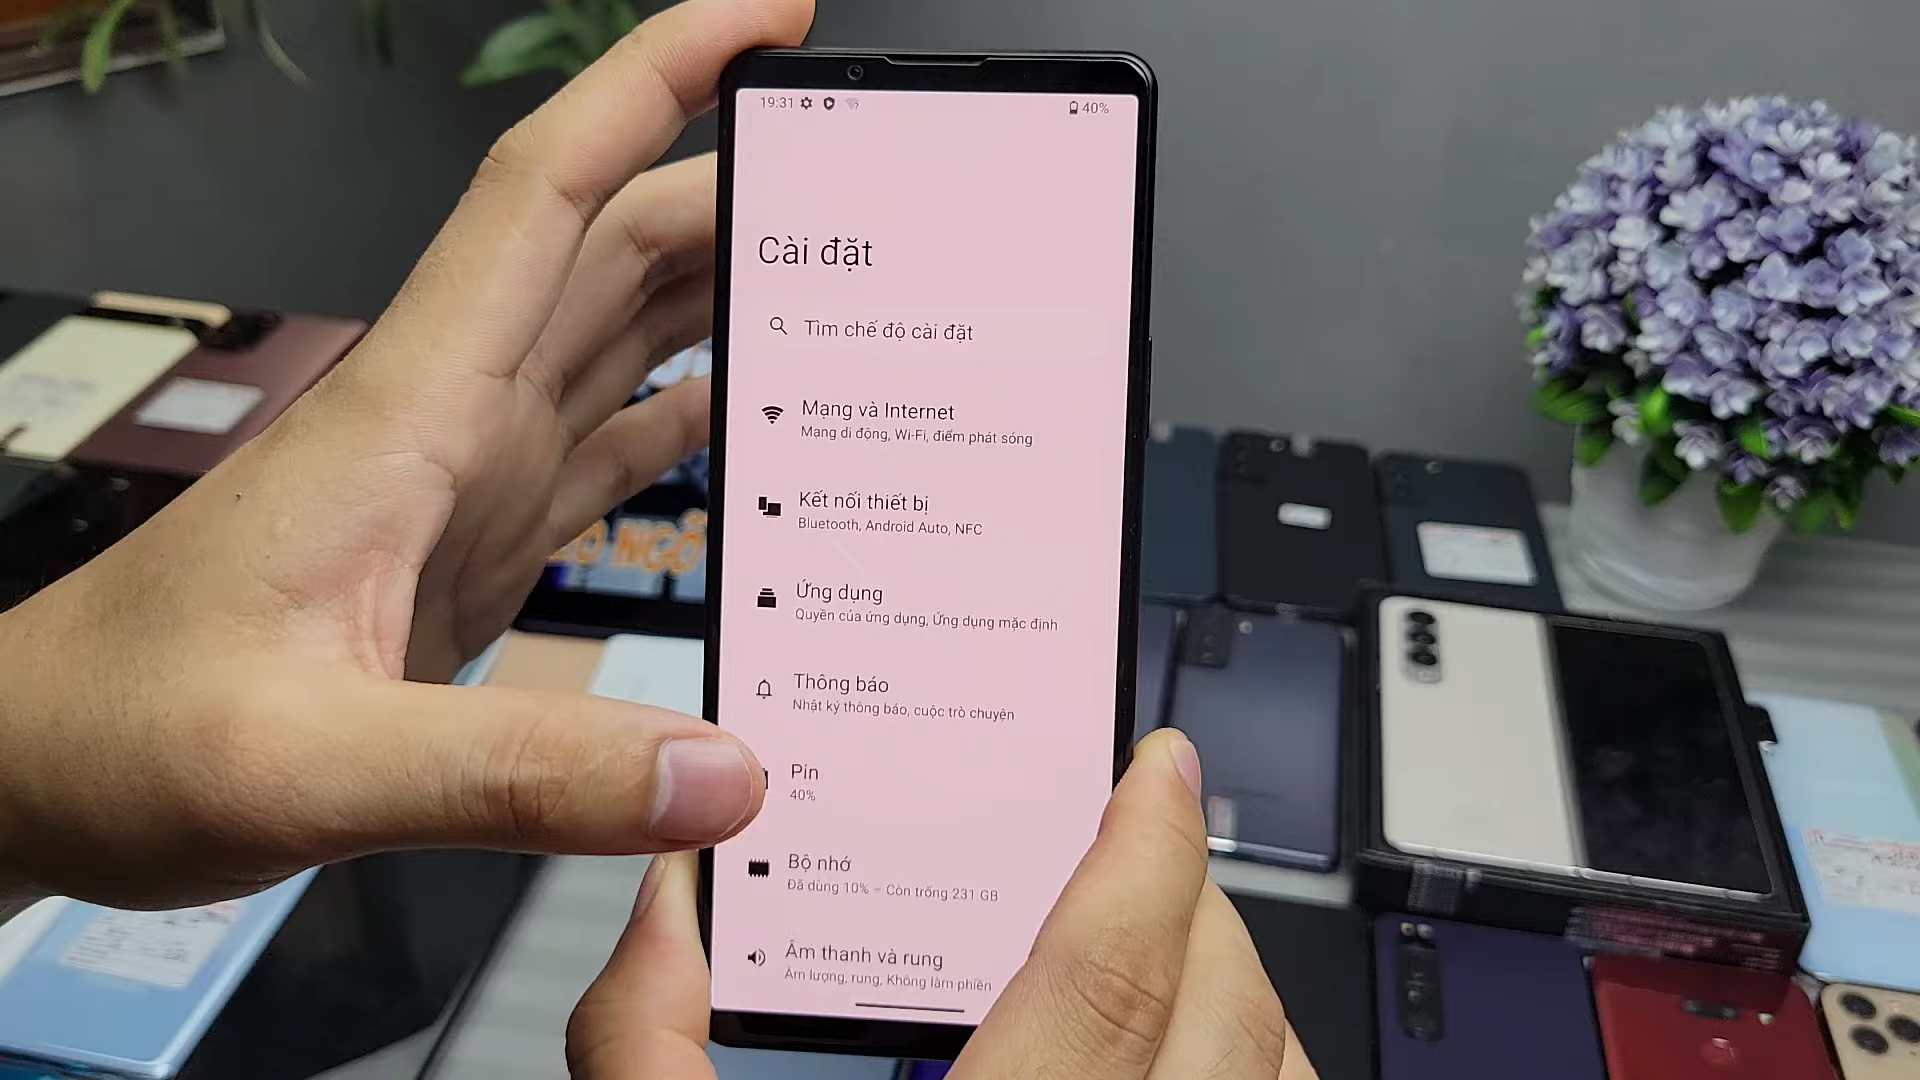 19:31
40%
Cài đặt
Tìm chế độ cài đặt
Mạng và Internet
Mạng di động, Wi-Fi, điểm phát sóng
Kết nối thiết bị
Bluetooth, Android Auto, NFC
Ứng dụng
Quyền của ứng dụng, Ứng dụng mặc định
Thông báo
Nhật ký thông báo, cuộc trò chuyện
Pin
40%
Bộ nhớ
Đã dùng 10% – Còn trống 231 GB
Âm thanh và rung
Âm lượng, rung, Không làm phiền